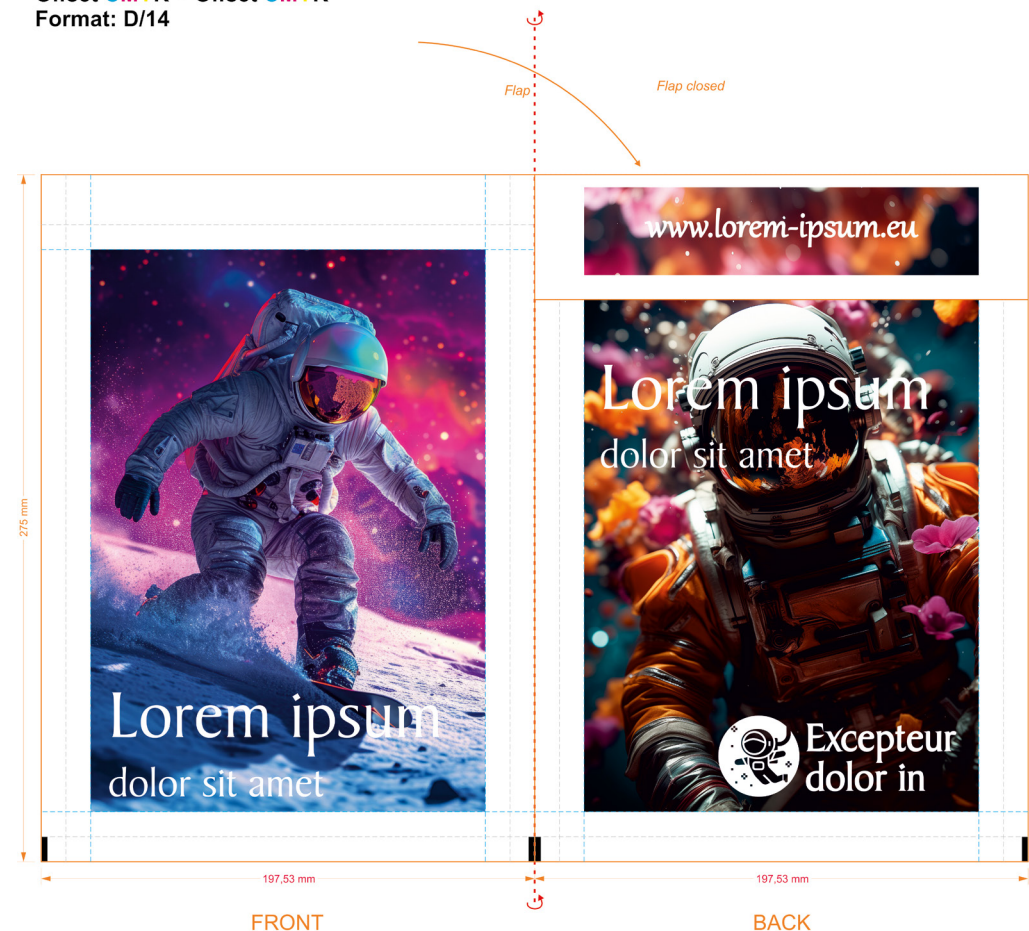 Format: D/14
Flap
Flap closed
www.lorem-ipsum.eu
Lorem ipsum
dolor sit amet
275 mm
Lorem ipsum
dolor sit amet
Excepteur
dolor in
197,53 mm
197,53 mm
FRONT
BACK